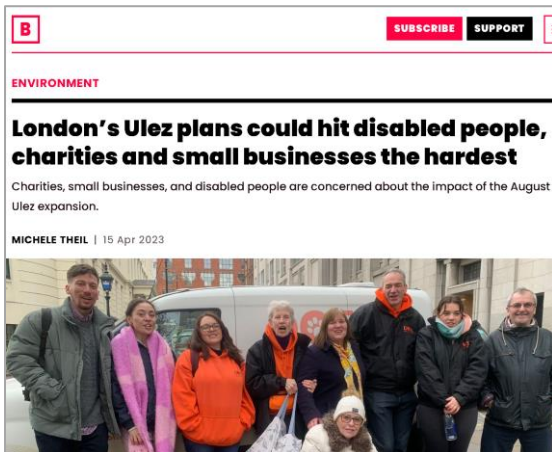 B
SUBSCRIBE
SUPPORT
ENVIRONMENT
London's Ulez plans could hit disabled people,
charities and small businesses the hardest
Charities, small businesses, and disabled people are concerned about the impact of the August
Ulez expansion.
MICHELE THEIL | 15 Apr 2023